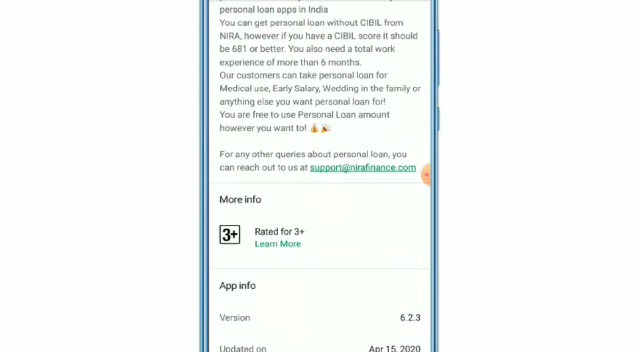 personal loan apps in India
You can get personal loan without CIBIL from
NIRA, however if you have a CIBIL score it should
be 681 or better. You also need a total work
experience of more than 6 months.
Our customers can take personal loan for
Medical use, Early Salary, Wedding in the family or
anything else you want personal loan for!
You are free to use Personal Loan amount
however you want to! 💰🎉
For any other queries about personal loan, you
can reach out to us at support@nirafinance.com
More info
3+ Rated for 3+
Learn More
App info
Version 6.2.3
Updated on Apr 15, 2020